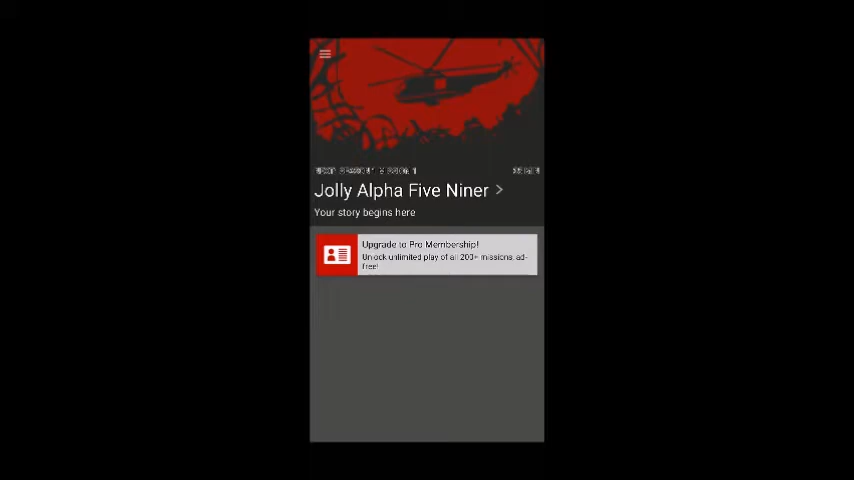 Jolly Alpha Five Niner >
Your story begins here
Upgrade to Pro Membership!
Unlock unlimited play of all 200+ missions, ad-
free!